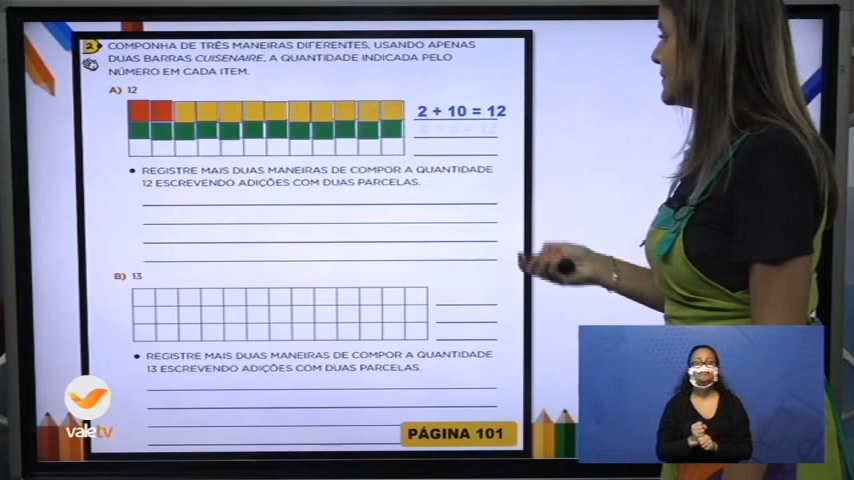 2 COMPONHA DE TRÊS MANEIRAS DIFERENTES, USANDO APENAS
DUAS BARRAS CUISENAIRE, A QUANTIDADE INDICADA PELO
NÚMERO EM CADA ITEM.
A) 12
2 + 10 = 12
• REGISTRE MAIS DUAS MANEIRAS DE COMPOR A QUANTIDADE
12 ESCREVENDO ADIÇÕES COM DUAS PARCELAS.
B) 13
• REGISTRE MAIS DUAS MANEIRAS DE COMPOR A QUANTIDADE
13 ESCREVENDO ADIÇÕES COM DUAS PARCELAS.
PÁGINA 101
valetv